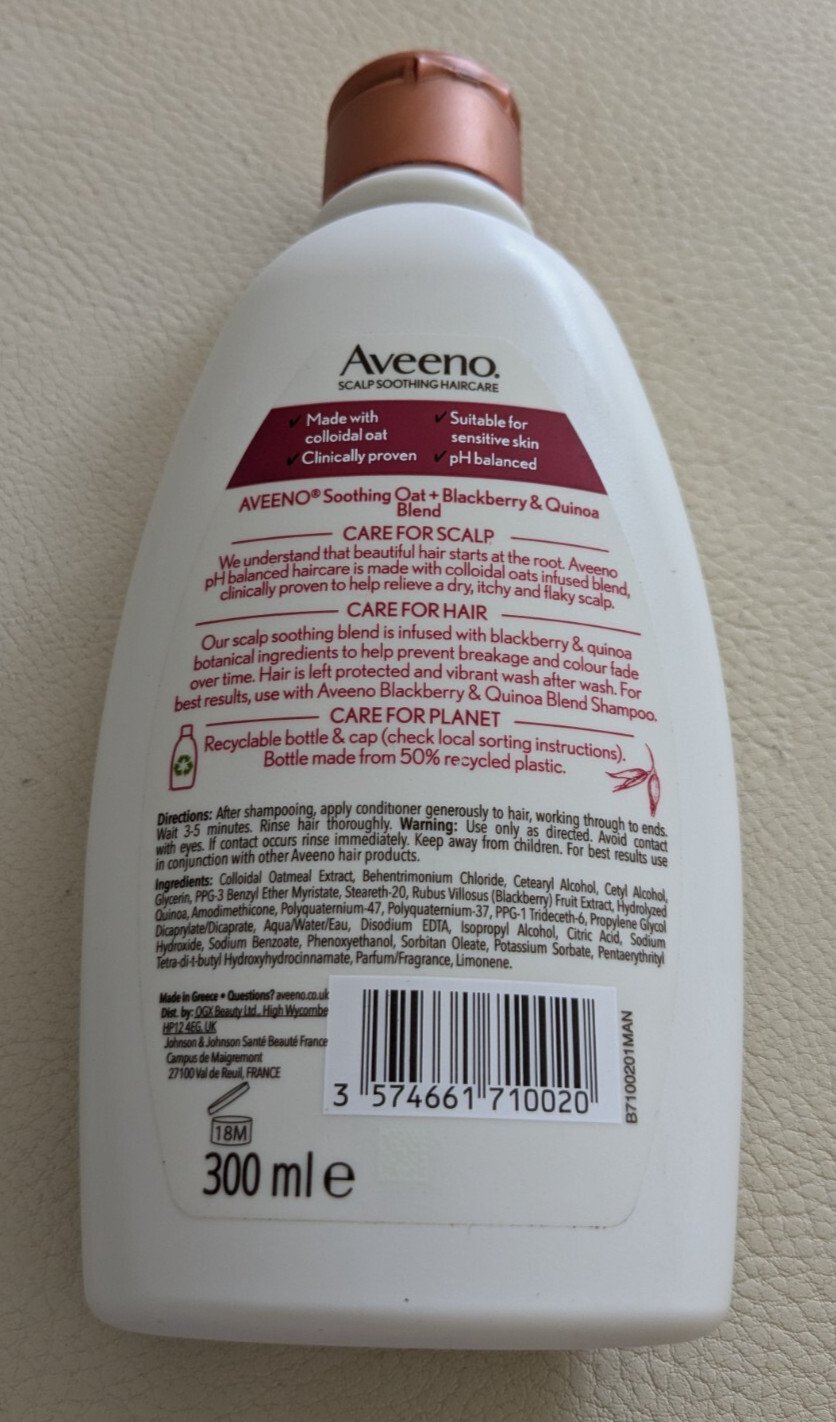 Aveeno.
SCALP SOOTHING HAIRCARE
✓ Made with colloidal oat
✓ Suitable for sensitive skin
✓ Clinically proven
✓ pH balanced
AVEENO® Soothing Oat + Blackberry & Quinoa
Blend
CARE FOR SCALP
We understand that beautiful hair starts at the root. Aveeno
pH balanced haircare is made with colloidal oats infused blend,
clinically proven to help relieve a dry, itchy and flaky scalp.
CARE FOR HAIR
Our scalp soothing blend is infused with blackberry & quinoa
botanical ingredients to help prevent breakage and colour fade
over time. Hair is left protected and vibrant wash after wash. For
best results, use with Aveeno Blackberry & Quinoa Blend Shampoo.
CARE FOR PLANET
Recyclable bottle & cap (check local sorting instructions).
Bottle made from 50% recycled plastic.
Directions: After shampooing, apply conditioner generously to hair, working through to ends.
Wait 3-5 minutes. Rinse hair thoroughly. Warning: Use only as directed. Avoid contact
with eyes. If contact occurs rinse immediately. Keep away from children. For best results use
in conjunction with other Aveeno hair products.
Ingredients: Colloidal Oatmeal Extract, Behentrimonium Chloride, Cetearyl Alcohol, Cetyl Alcohol,
Glycerin, PPG-3 Benzyl Ether Myristate, Steareth-20, Rubus Villosus (Blackberry) Fruit Extract, Hydrolyzed
Quinoa, Amodimethicone, Polyquaternium-47, Polyquaternium-37, PPG-1 Trideceth-6, Propylene Glycol
Dicaprylate/Dicaprate, Aqua/Water/Eau, Disodium EDTA, Isopropyl Alcohol, Citric Acid, Sodium
Hydroxide, Sodium Benzoate, Phenoxyethanol, Sorbitan Oleate, Potassium Sorbate, Pentaerythrityl
Tetra-di-t-butyl Hydroxyhydrocinnamate, Parfum/Fragrance, Limonene.
Made in Greece • Questions? aveeno.co.uk
Dist. by: OGX Beauty Ltd., High Wycombe
HP12 4EG, UK
Johnson & Johnson Santé Beauté France
Campus de Maigremont
27100 Val de Reuil, FRANCE
3 574661 710020
B7100201MAN
18M
300 ml e